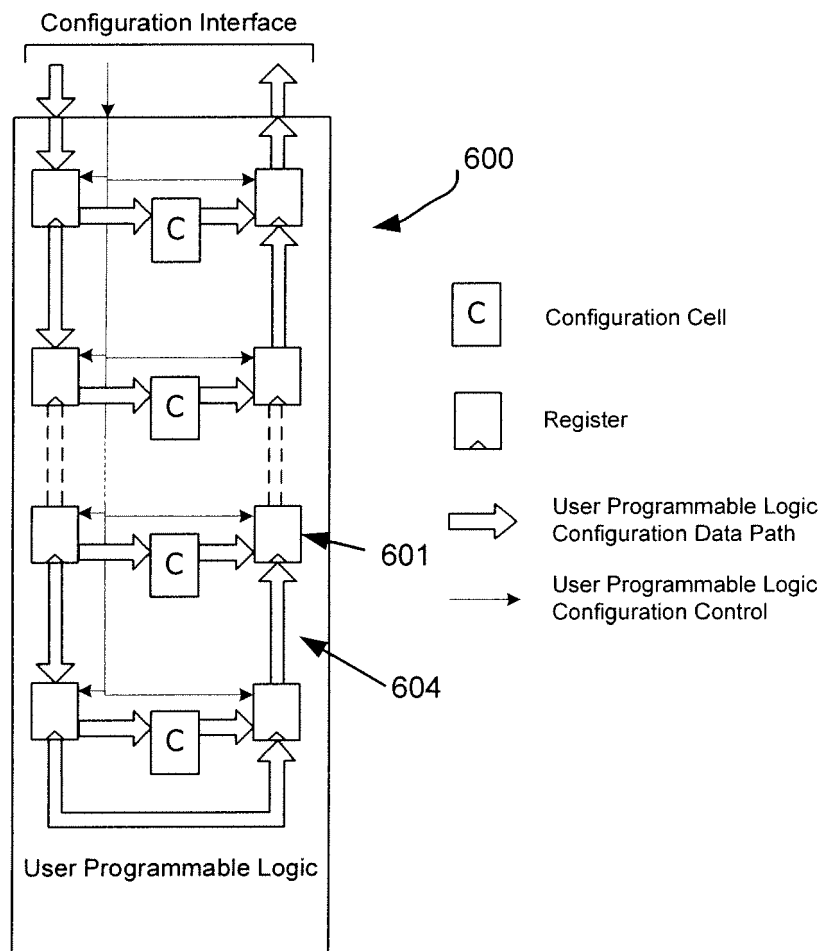 Configuration Interface
600
C
C
Configuration Cell
C
Register
User Programmable Logic
Configuration Data Path
601
C
User Programmable Logic
Configuration Control
604
C
User Programmable Logic